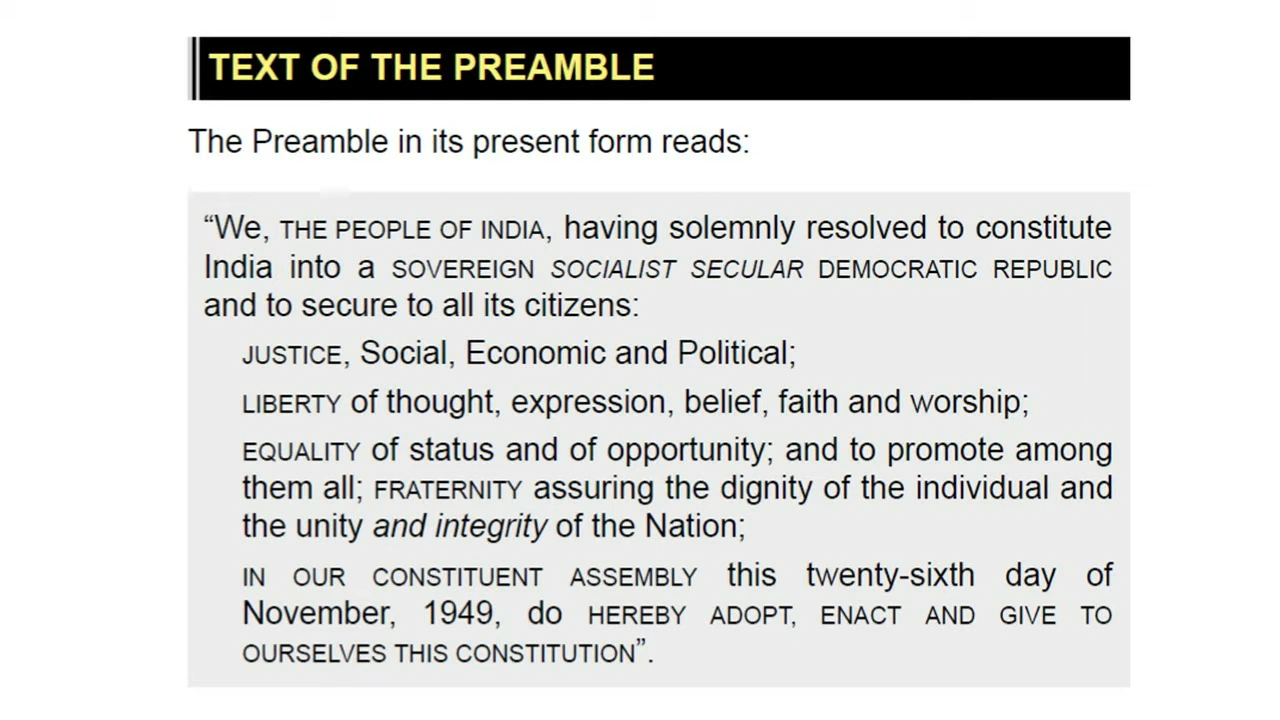 TEXT OF THE PREAMBLE
The Preamble in its present form reads:
“We, THE PEOPLE OF INDIA, having solemnly resolved to constitute
India into a SOVEREIGN SOCIALIST SECULAR DEMOCRATIC REPUBLIC
and to secure to all its citizens:
JUSTICE, Social, Economic and Political;
LIBERTY of thought, expression, belief, faith and worship;
EQUALITY of status and of opportunity; and to promote among
them all; FRATERNITY assuring the dignity of the individual and
the unity and integrity of the Nation;
IN OUR CONSTITUENT ASSEMBLY this twenty-sixth day of
November, 1949, do HEREBY ADOPT, ENACT AND GIVE TO
OURSELVES THIS CONSTITUTION”.